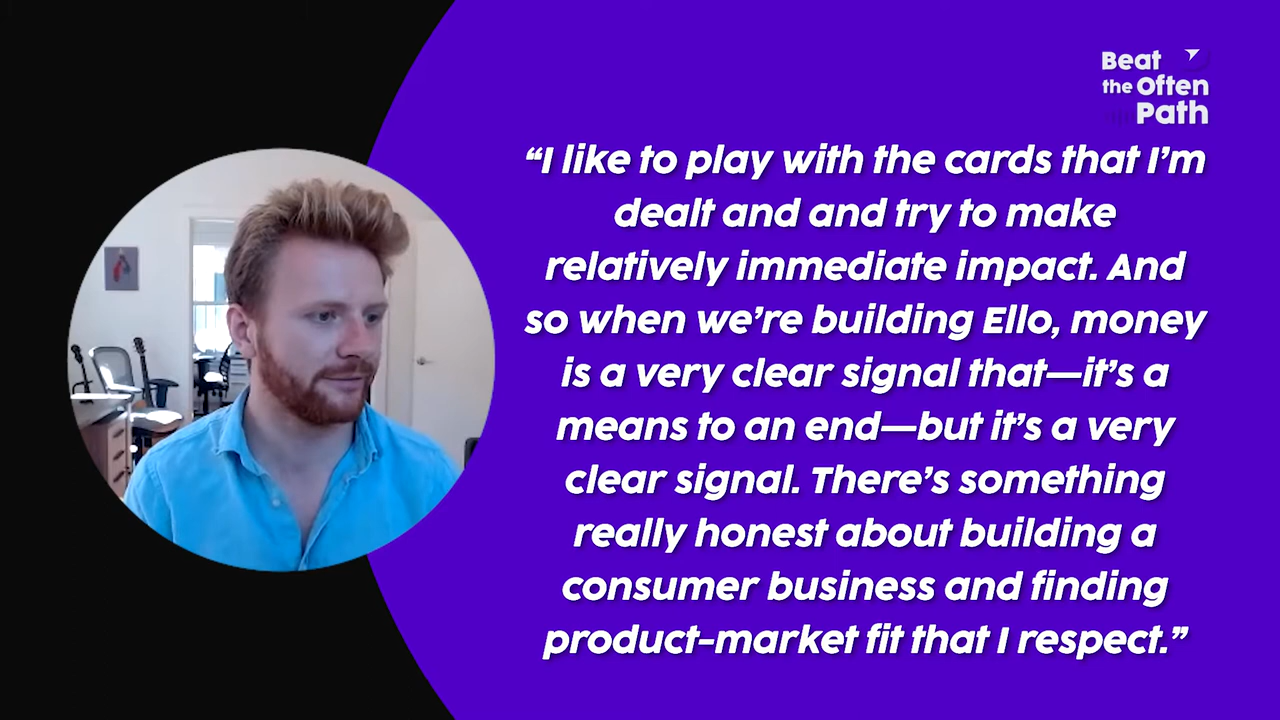 Beat
the Often
Path
“I like to play with the cards that I’m
dealt and and try to make
relatively immediate impact. And
so when we’re building Ello, money
is a very clear signal that—it’s a
means to an end—but it’s a very
clear signal. There’s something
really honest about building a
consumer business and finding
product-market fit that I respect.”